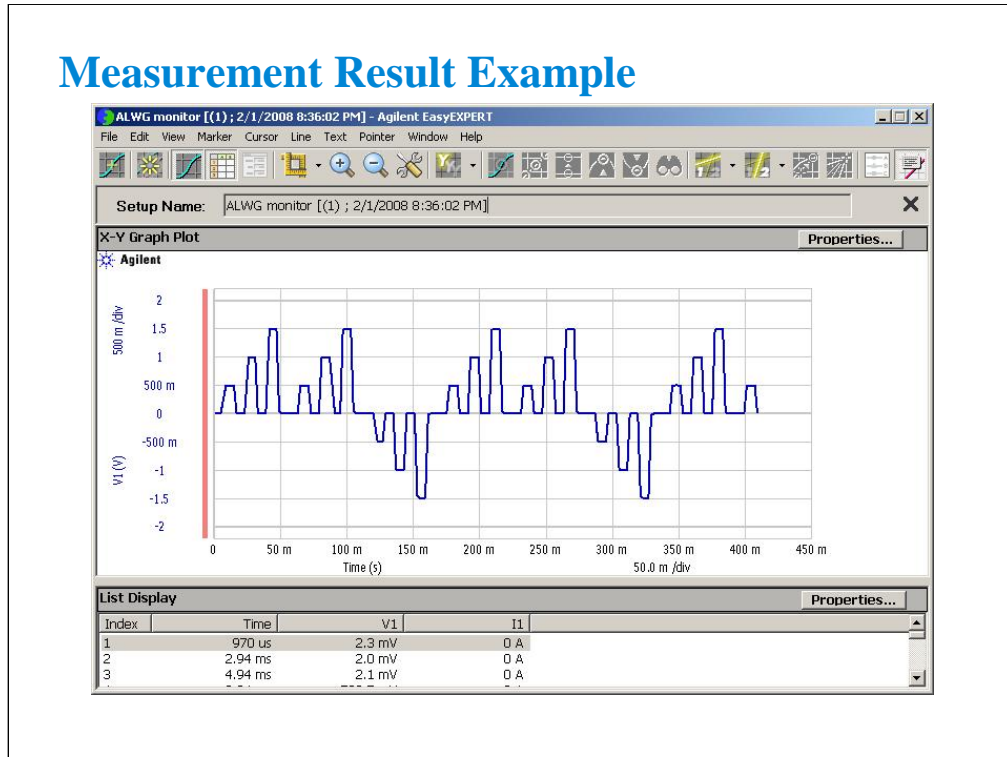 Measurement Result Example
ALWG monitor [(1) ; 2/1/2008 8:36:02 PM] - Agilent EasyEXPERT
File Edit View Marker Cursor Line Text Pointer Window Help
Setup Name: ALWG monitor [(1) ; 2/1/2008 8:36:02 PM]
X-Y Graph Plot Properties...
Agilent
500 m /div
V1 (V)
2
1.5
1
500 m
0
-500 m
-1
-1.5
-2
0 50 m 100 m 150 m 200 m 250 m 300 m 350 m 400 m 450 m
Time (s) 50.0 m /div
List Display Properties...
Index Time V1 I1
1 970 us 2.3 mV 0 A
2 2.94 ms 2.0 mV 0 A
3 4.94 ms 2.1 mV 0 A